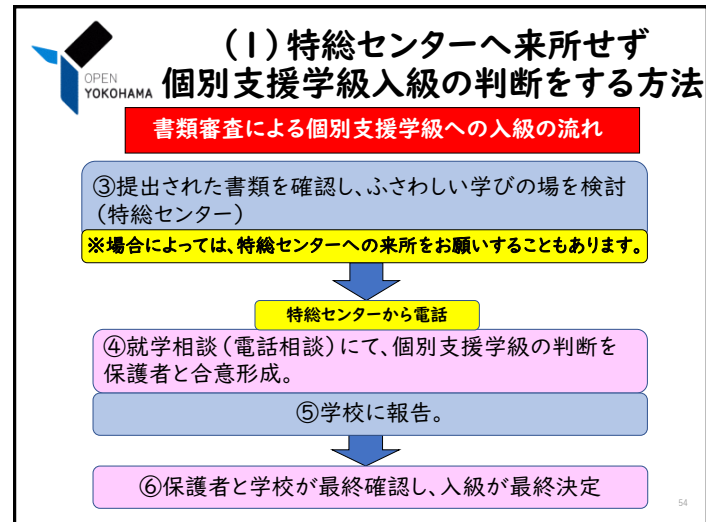 (1)特総センターへ来所せず
個別支援学級入級の判断をする方法
OPEN
YOKOHAMA
書類審査による個別支援学級への入級の流れ
③提出された書類を確認し、ふさわしい学びの場を検討
(特総センター)
※場合によっては、特総センターへの来所をお願いすることもあります。
特総センターから電話
④就学相談(電話相談)にて、個別支援学級の判断を
保護者と合意形成。
⑤学校に報告。
⑥保護者と学校が最終確認し、入級が最終決定
54